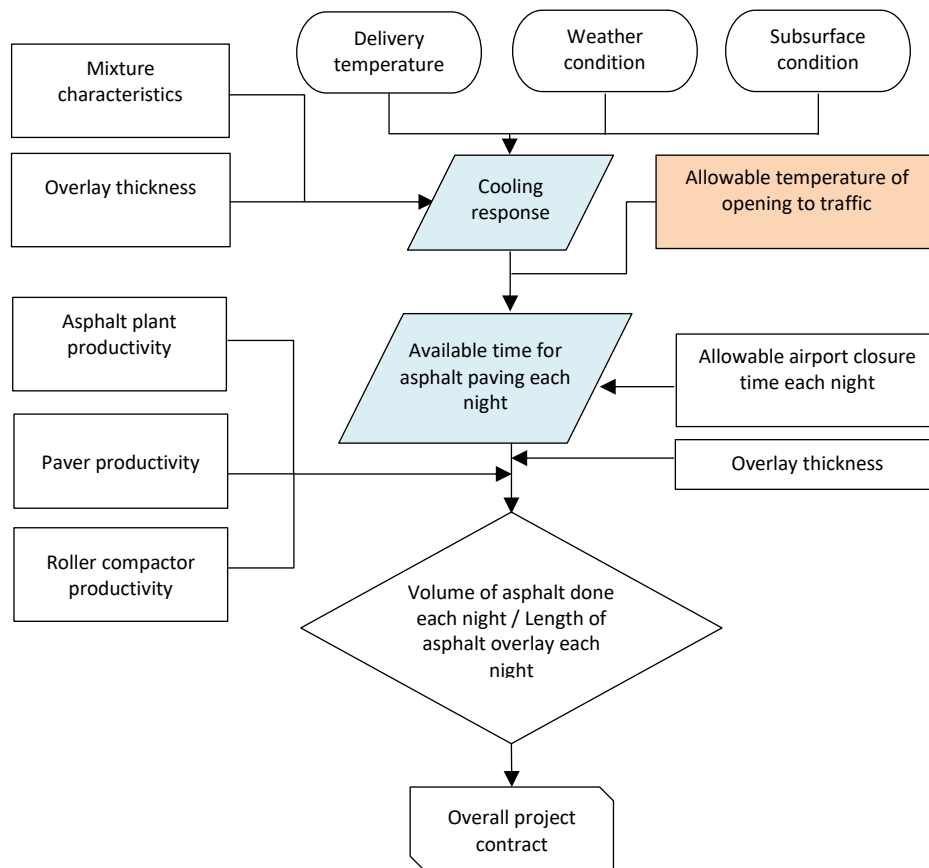 Delivery
temperature
Weather
condition
Subsurface
condition
Mixture
characteristics
Overlay thickness
Cooling
response
Allowable temperature of
opening to traffic
Asphalt plant
productivity
Available time for
asphalt paving each
night
Allowable airport closure
time each night
Paver productivity
Overlay thickness
Roller compactor
productivity
Volume of asphalt done
each night / Length of
asphalt overlay each
night
Overall project
contract